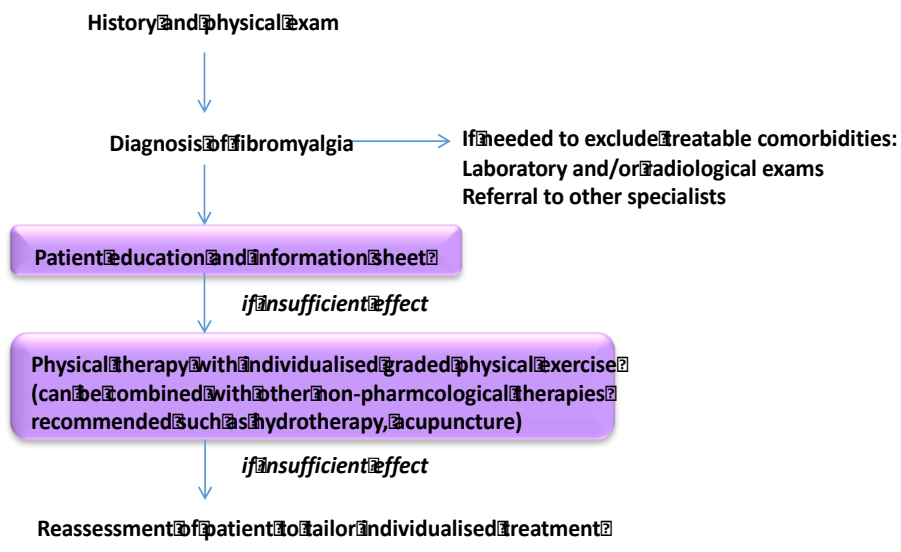 History and physical exam
Diagnosis of fibromyalgia
If needed to exclude treatable comorbidities:
Laboratory and/or radiological exams
Referral to other specialists
Patient education and information sheet
if insufficient effect
Physical therapy with individualised graded physical exercise
(can be combined with other non-pharmcological therapies
recommended such as hydrotherapy, acupuncture)
if insufficient effect
Reassessment of patient to tailor individualised treatment